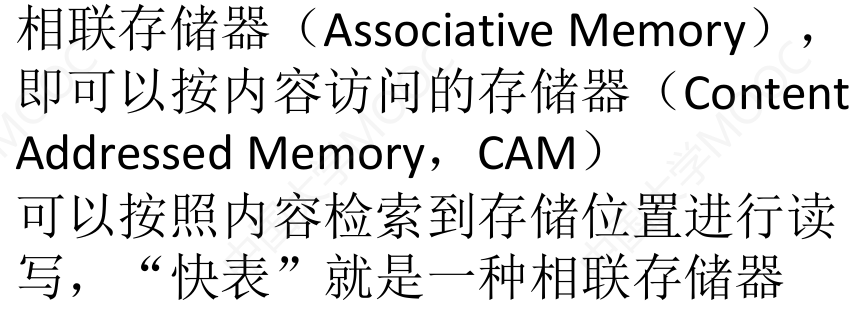 相联存储器（Associative Memory），
即可以按内容访问的存储器（Content
Addressed Memory，CAM）
可以按照内容检索到存储位置进行读
写，“快表”就是一种相联存储器